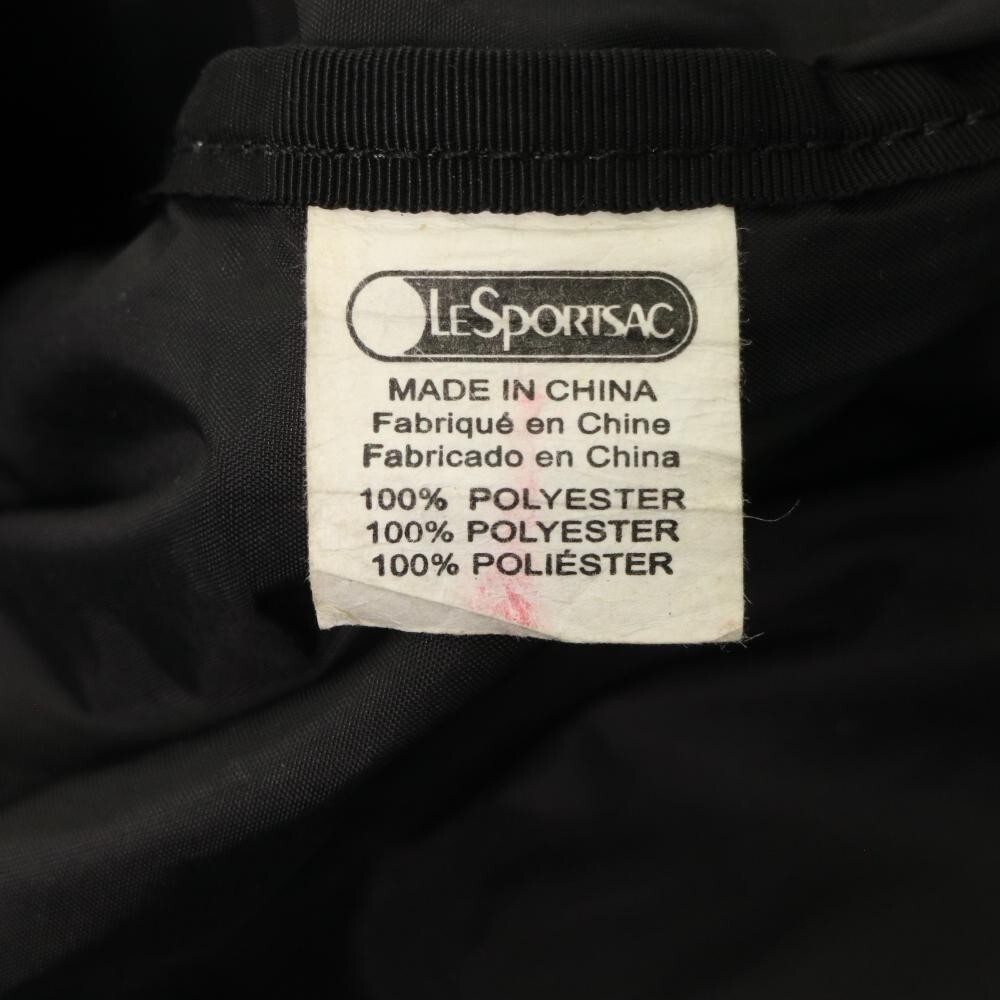 LESPORTSAC
MADE IN CHINA
Fabriqué en Chine
Fabricado en China
100% POLYESTER
100% POLYESTER
100% POLIÉSTER